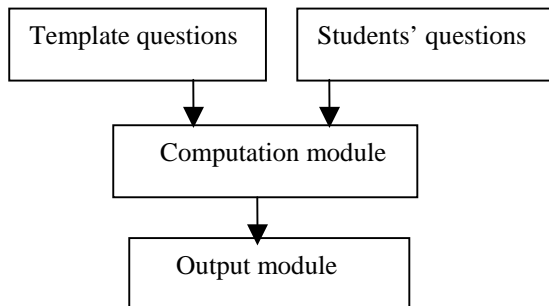 Template questions
Students’ questions
Computation module
Output module